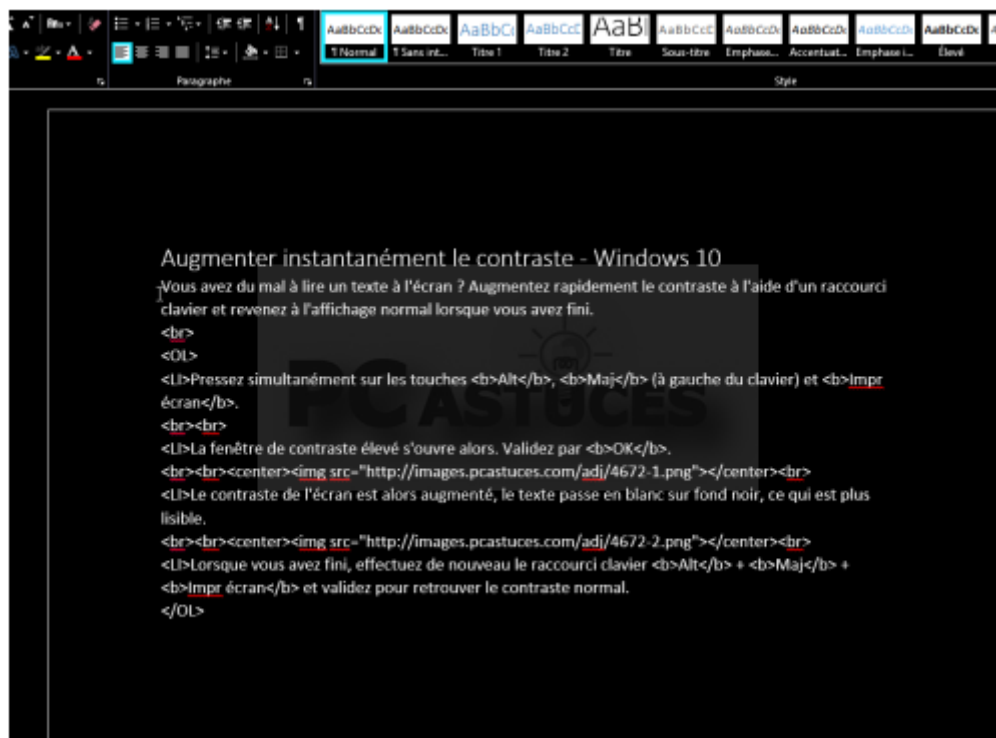 AaBbCcDc AaBbCcDc AaBbC AaBbCcC AaBl AaBbCcC AaBbCcDc AaBbCcDc AaBbCcDc AaBbCcDc
¶ Normal ¶ Sans int... Titre 1 Titre 2 Titre Sous-titre Emphase... Accentuat... Emphase i... Élevé
Paragraphe Style
Augmenter instantanément le contraste - Windows 10
Vous avez du mal à lire un texte à l'écran ? Augmentez rapidement le contraste à l'aide d'un raccourci
clavier et revenez à l'affichage normal lorsque vous avez fini.
<br>
<OL>
<LI>Pressez simultanément sur les touches <b>Alt</b>, <b>Maj</b> (à gauche du clavier) et <b>Impr
écran</b>.
<br><br>
<LI>La fenêtre de contraste élevé s'ouvre alors. Validez par <b>OK</b>.
<br><br><center><img src="http://images.pcastuces.com/adj/4672-1.png"></center><br>
<LI>Le contraste de l'écran est alors augmenté, le texte passe en blanc sur fond noir, ce qui est plus
lisible.
<br><br><center><img src="http://images.pcastuces.com/adj/4672-2.png"></center><br>
<LI>Lorsque vous avez fini, effectuez de nouveau le raccourci clavier <b>Alt</b> + <b>Maj</b> +
<b>Impr écran</b> et validez pour retrouver le contraste normal.
</OL>
PC ASTUCES